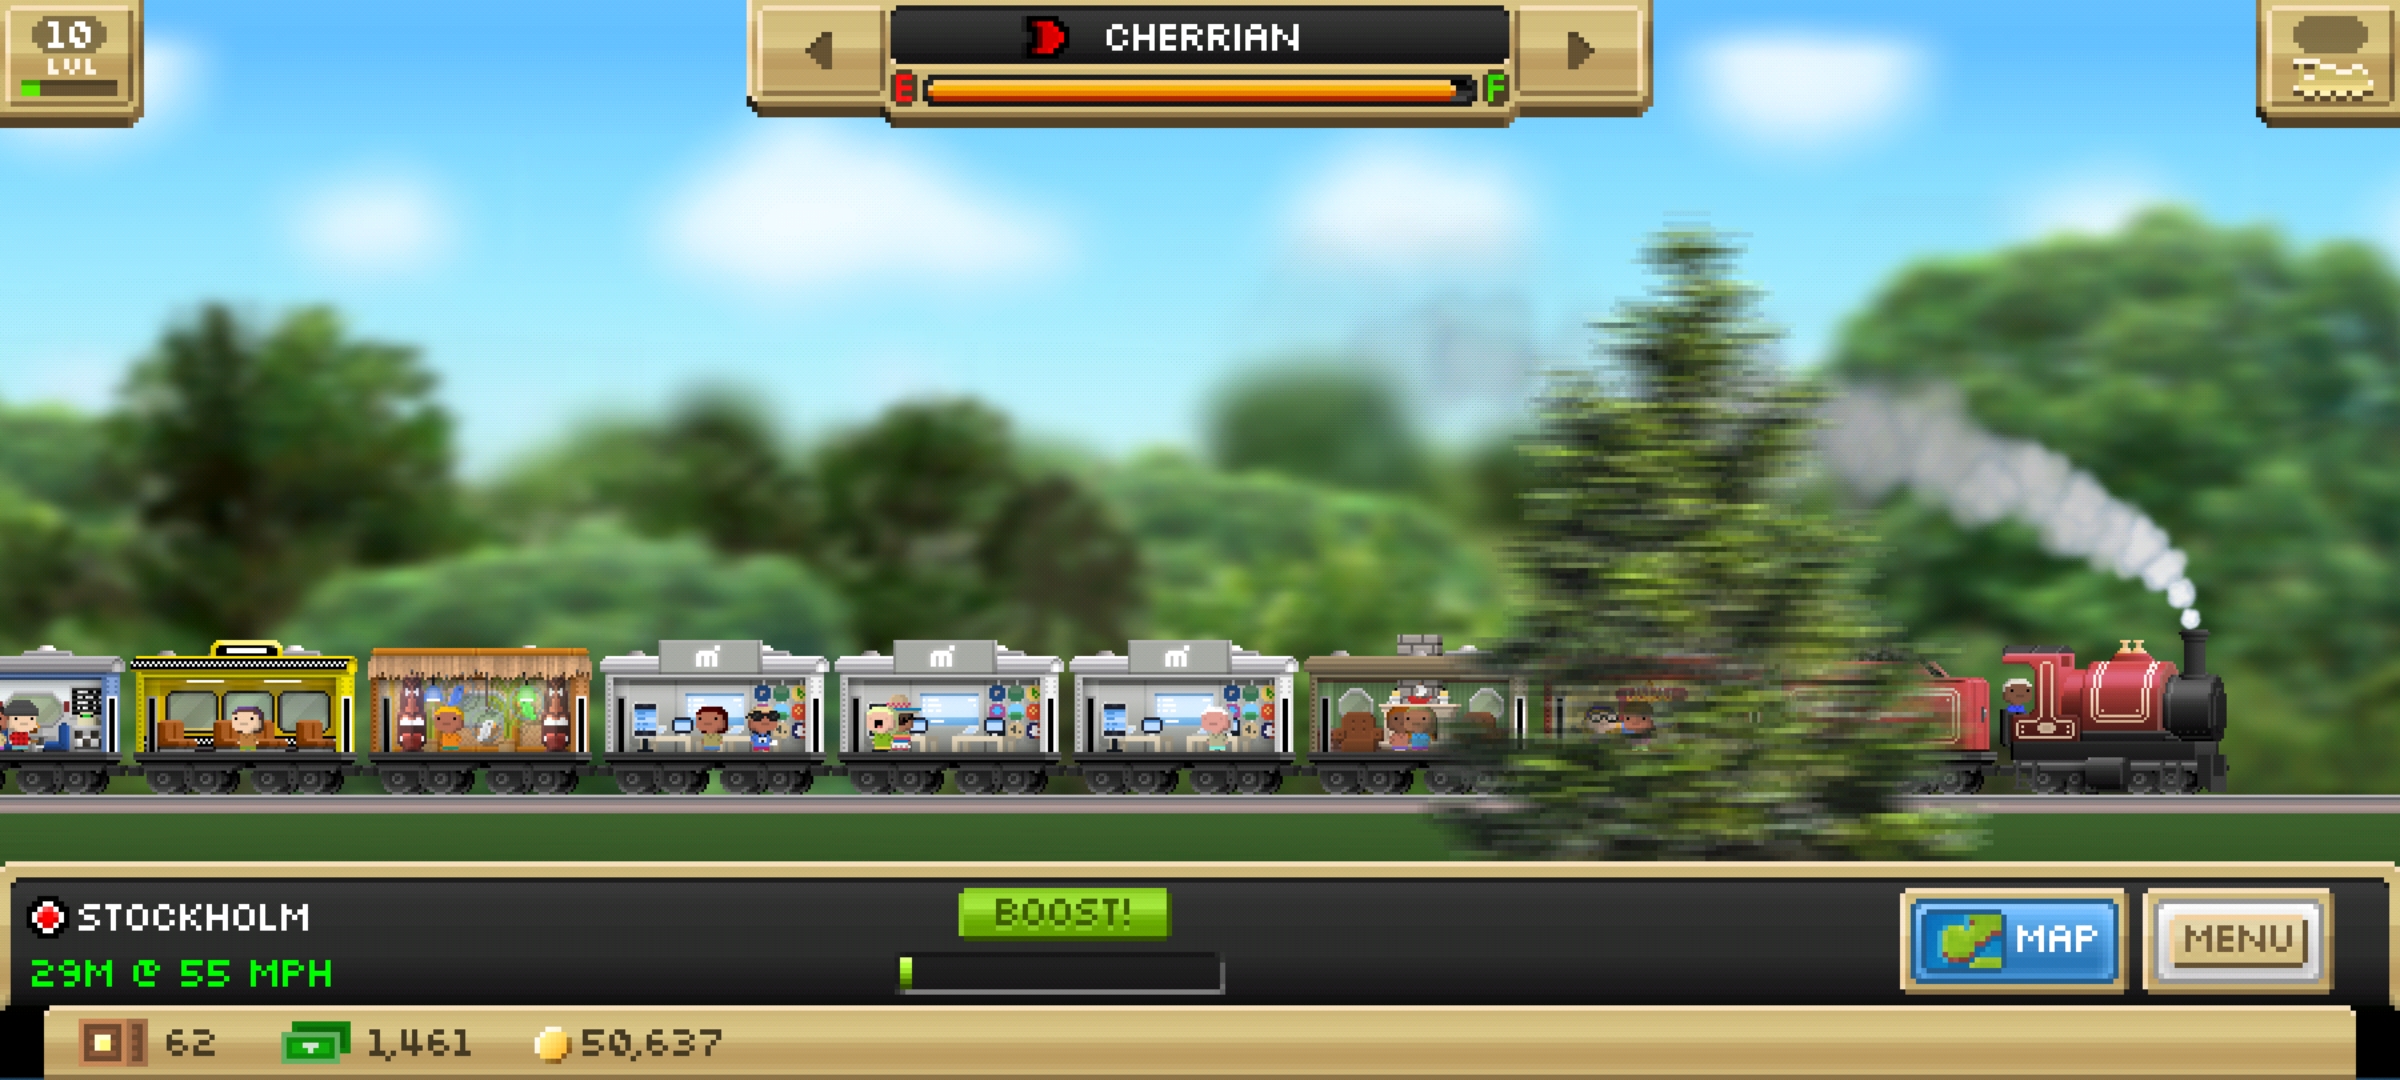 10
LVL
CHERRIAN
E F
STOCKHOLM
29M @ 55 MPH
BOOST!
MAP
MENU
62 1,461 50,637
m
m
m